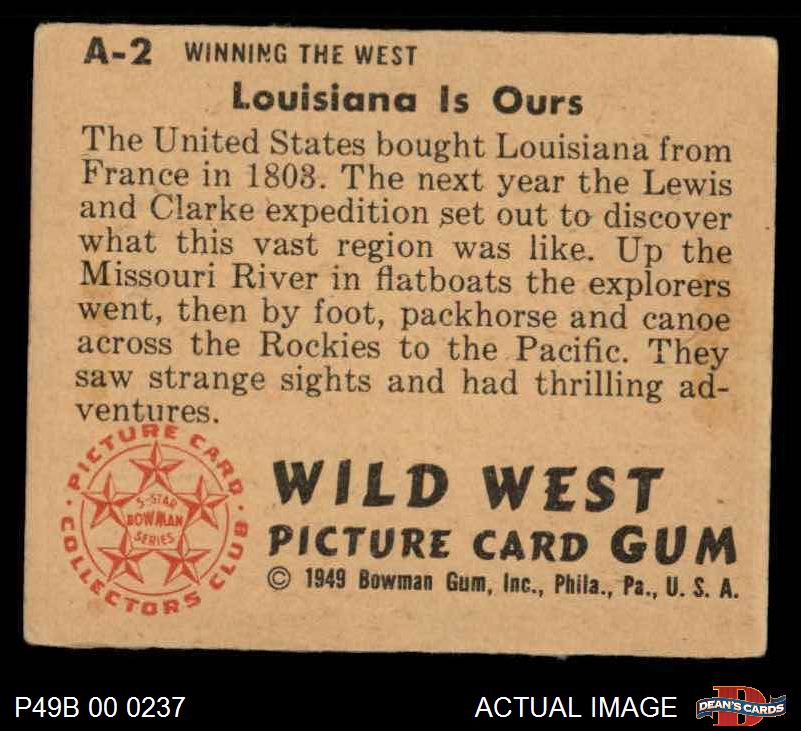 A-2 WINNING THE WEST
Louisiana Is Ours
The United States bought Louisiana from
France in 1803. The next year the Lewis
and Clarke expedition set out to discover
what this vast region was like. Up the
Missouri River in flatboats the explorers
went, then by foot, packhorse and canoe
across the Rockies to the Pacific. They
saw strange sights and had thrilling ad-
ventures.
PICTURE CARD
COLLECTORS CLUB
5-STAR
BOWMAN
SERIES
WILD WEST
PICTURE CARD GUM
© 1949 Bowman Gum, Inc., Phila., Pa., U. S. A.
P49B 00 0237
ACTUAL IMAGE
D
DEAN'S CARDS